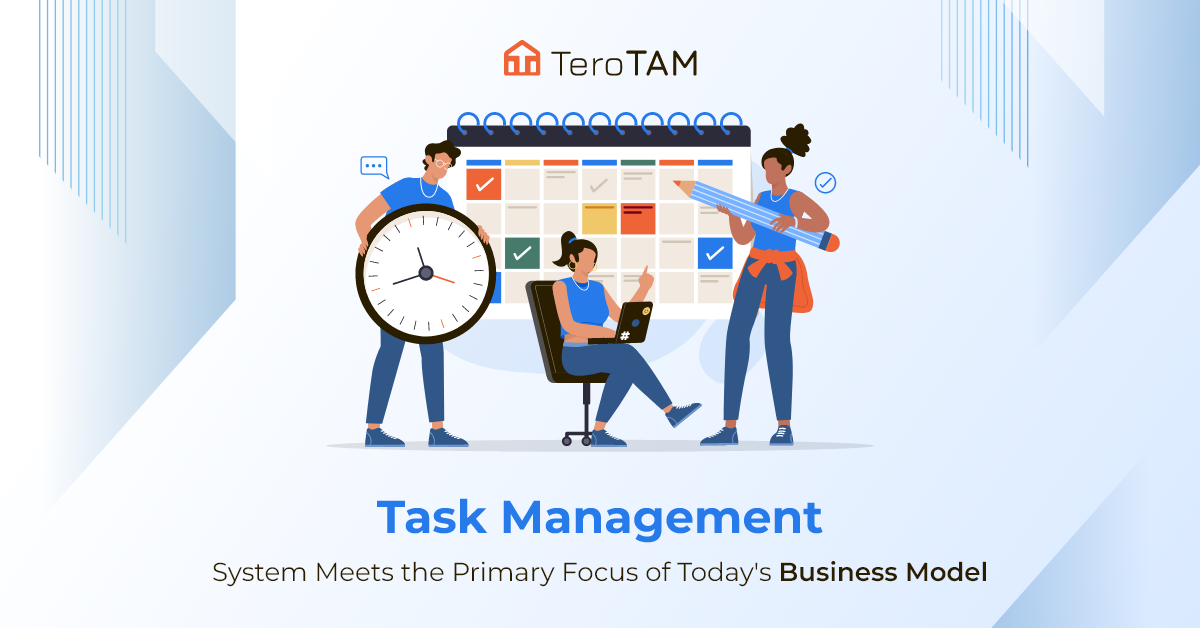 TeroTAM
#
Task Management
System Meets the Primary Focus of Today's Business Model